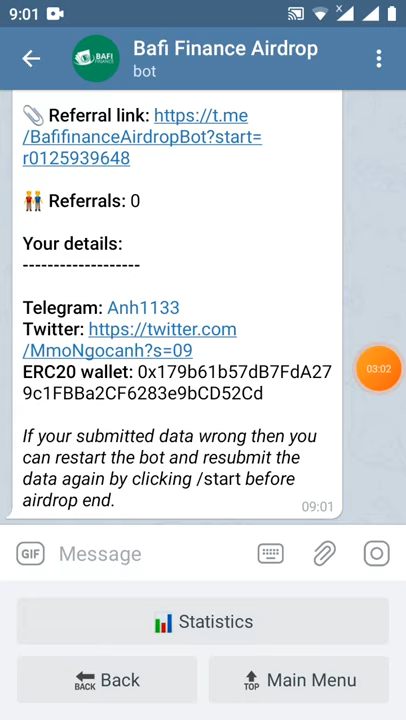 9:01
Bafi Finance Airdrop
bot
BAFI
FINANCE
📎 Referral link: https://t.me
/BafifinanceAirdropBot?start=
r0125939648
👬 Referrals: 0
Your details:
-------------------
Telegram: Anh1133
Twitter: https://twitter.com
/MmoNgocanh?s=09
ERC20 wallet: 0x179b61b57dB7FdA27
9c1FBBa2CF6283e9bCD52Cd
If your submitted data wrong then you
can restart the bot and resubmit the
data again by clicking /start before
airdrop end.
09:01
03:02
GIF Message
📊 Statistics
🔙 Back
🔝 Main Menu